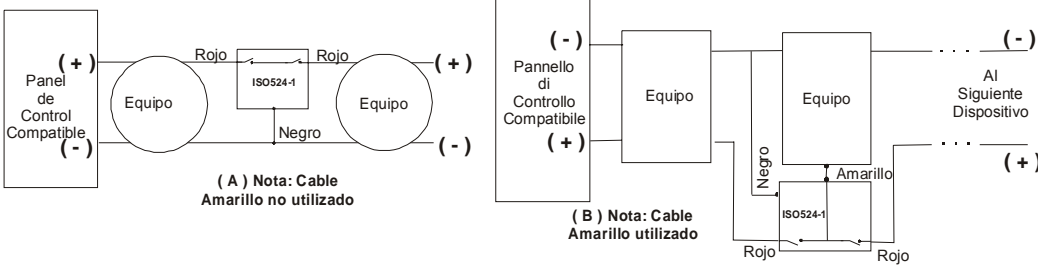 ( + )
Panel
de
Control
Compatible
( - )
Equipo
Rojo
ISO524-1
Rojo
Negro
Equipo
( + )
( - )
( A ) Nota: Cable
Amarillo no utilizado
( - )
Pannello
di
Controllo
Compatibile
( + )
Equipo
Negro
Equipo
Amarillo
ISO524-1
Rojo
Rojo
( - )
Al
Siguiente
Dispositivo
( + )
( B ) Nota: Cable
Amarillo utilizado